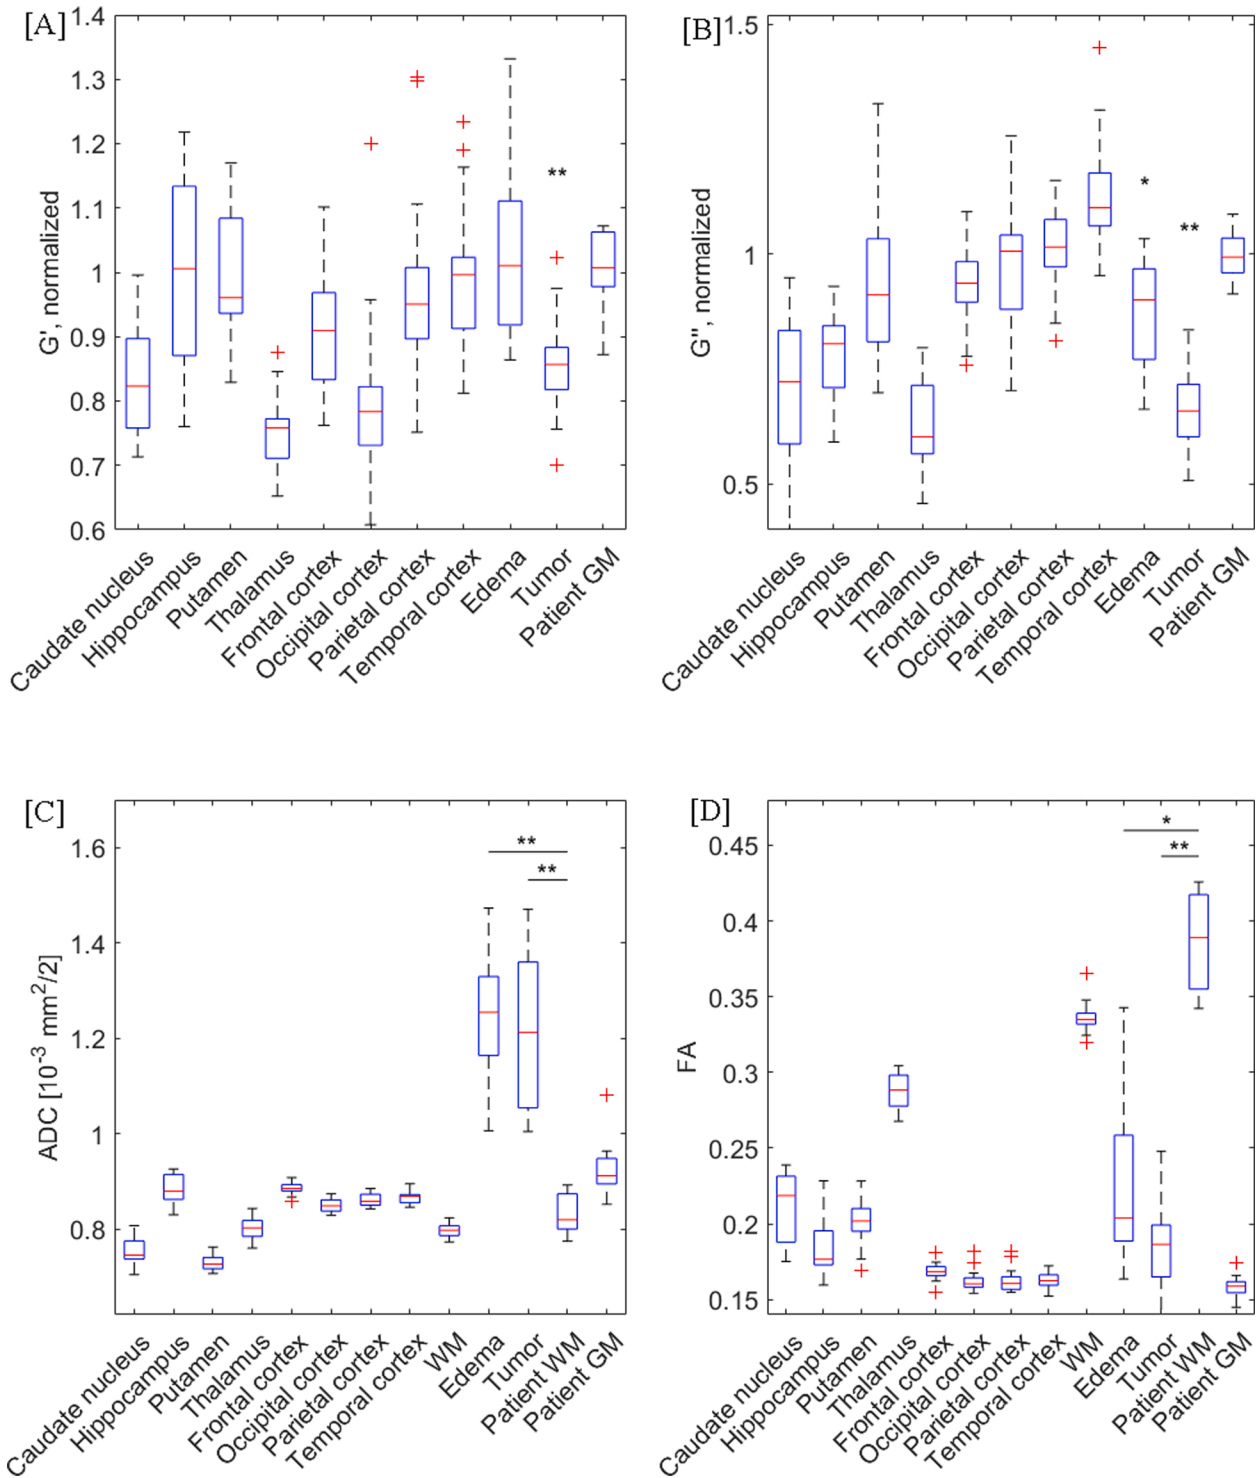 [A]
G', normalized
1.4
1.3
1.2
1.1
1
0.9
0.8
0.7
0.6
**
Caudate nucleus
Hippocampus
Putamen
Thalamus
Frontal cortex
Occipital cortex
Parietal cortex
Temporal cortex
Edema
Tumor
Patient GM
[B]
G'', normalized
1.5
1
0.5
*
**
Caudate nucleus
Hippocampus
Putamen
Thalamus
Frontal cortex
Occipital cortex
Parietal cortex
Temporal cortex
Edema
Tumor
Patient GM
[C]
ADC [10⁻³ mm²/2]
1.6
1.4
1.2
1
0.8
**
**
Caudate nucleus
Hippocampus
Putamen
Thalamus
Frontal cortex
Occipital cortex
Parietal cortex
Temporal cortex
WM
Edema
Tumor
Patient WM
Patient GM
[D]
FA
0.45
0.4
0.35
0.3
0.25
0.2
0.15
*
**
Caudate nucleus
Hippocampus
Putamen
Thalamus
Frontal cortex
Occipital cortex
Parietal cortex
Temporal cortex
WM
Edema
Tumor
Patient WM
Patient GM